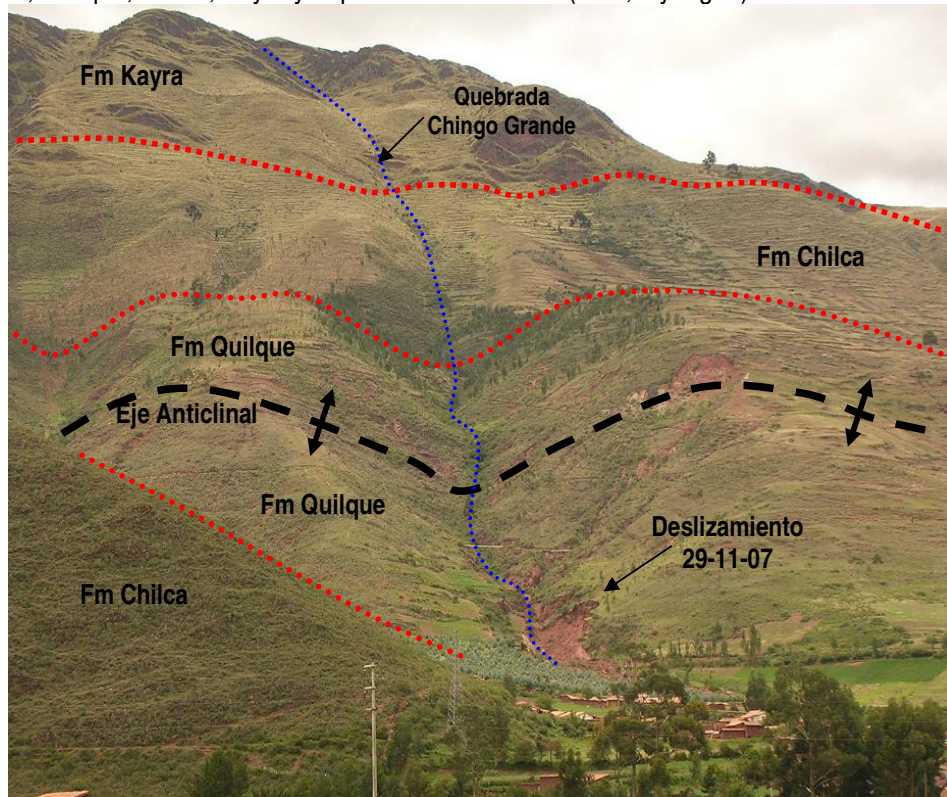 Fm Kayra
Quebrada
Chingo Grande
Fm Chilca
Fm Quilque
Eje Anticlinal
Fm Quilque
Deslizamiento
29-11-07
Fm Chilca